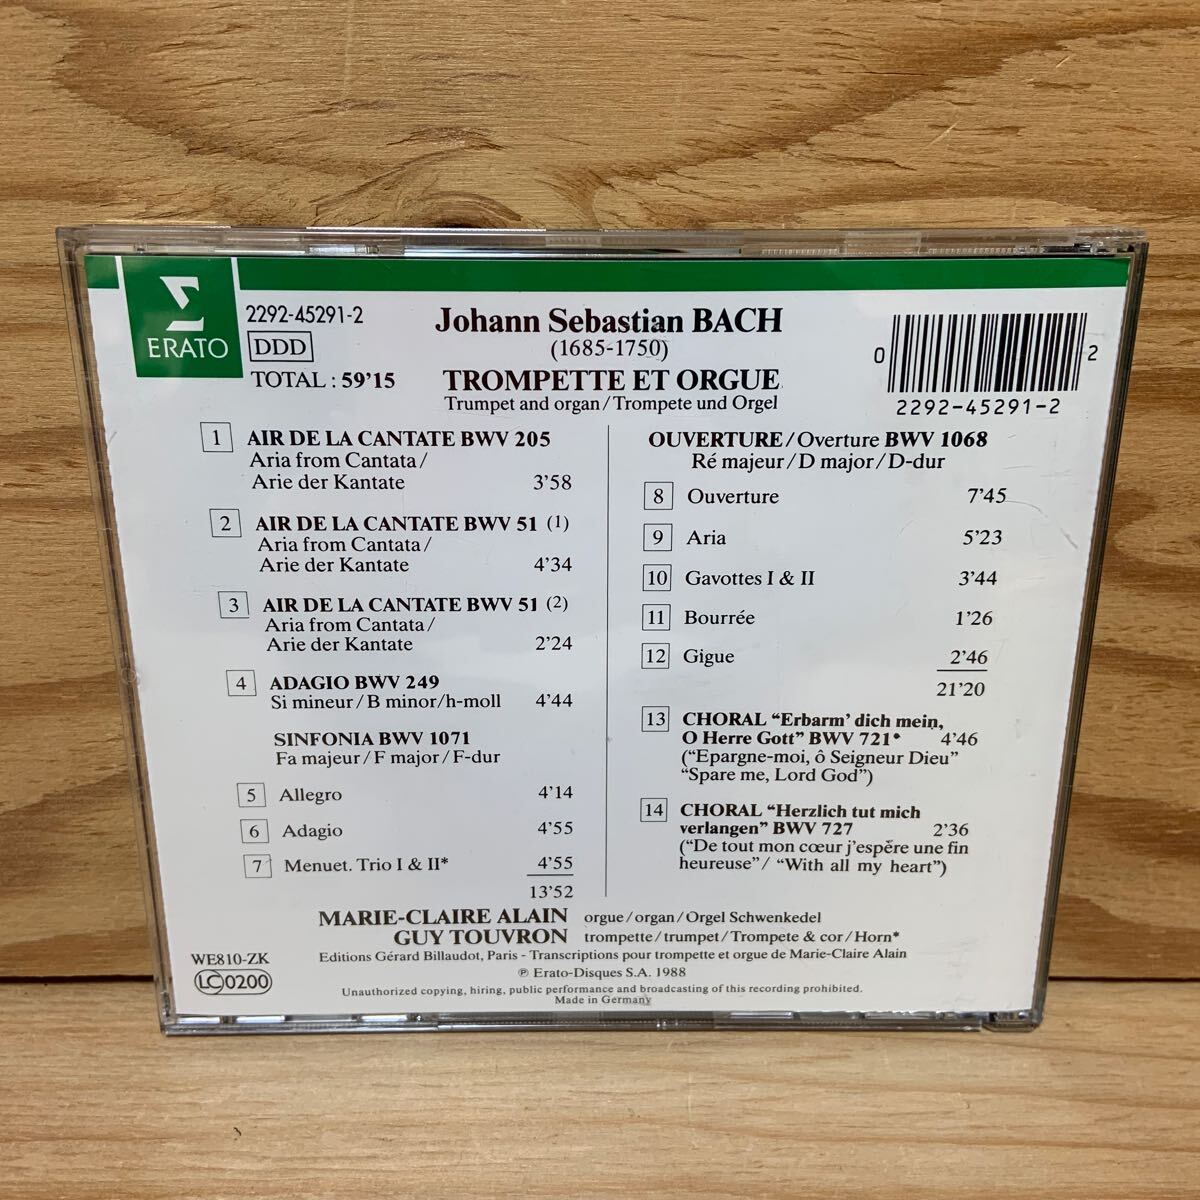 ERATO
2292-45291-2
DDD
TOTAL : 59'15
Johann Sebastian BACH
(1685-1750)
TROMPETTE ET ORGUE
Trumpet and organ/Trompete und Orgel
0
2
2292-45291-2
1 AIR DE LA CANTATE BWV 205
Aria from Cantata/
Arie der Kantate 3'58
2 AIR DE LA CANTATE BWV 51 (1)
Aria from Cantata/
Arie der Kantate 4'34
3 AIR DE LA CANTATE BWV 51 (2)
Aria from Cantata/
Arie der Kantate 2'24
4 ADAGIO BWV 249
Si mineur/B minor/h-moll 4'44
SINFONIA BWV 1071
Fa majeur/F major/F-dur
5 Allegro 4'14
6 Adagio 4'55
7 Menuet. Trio I & II* 4'55
13'52
OUVERTURE/Overture BWV 1068
Ré majeur/D major/D-dur
8 Ouverture 7'45
9 Aria 5'23
10 Gavottes I & II 3'44
11 Bourrée 1'26
12 Gigue 2'46
21'20
13 CHORAL "Erbarm' dich mein,
O Herre Gott" BWV 721* 4'46
("Epargne-moi, ô Seigneur Dieu"
"Spare me, Lord God")
14 CHORAL "Herzlich tut mich
verlangen" BWV 727 2'36
("De tout mon cœur j'espère une fin
heureuse"/ "With all my heart")
MARIE-CLAIRE ALAIN orgue/organ/Orgel Schwenkedel
GUY TOUVRON trompette/trumpet/Trompete & cor/Horn*
Editions Gérard Billaudot, Paris - Transcriptions pour trompette et orgue de Marie-Claire Alain
℗ Erato-Disques S.A. 1988
Unauthorized copying, hiring, public performance and broadcasting of this recording prohibited.
Made in Germany
WE810-ZK
LC 0200